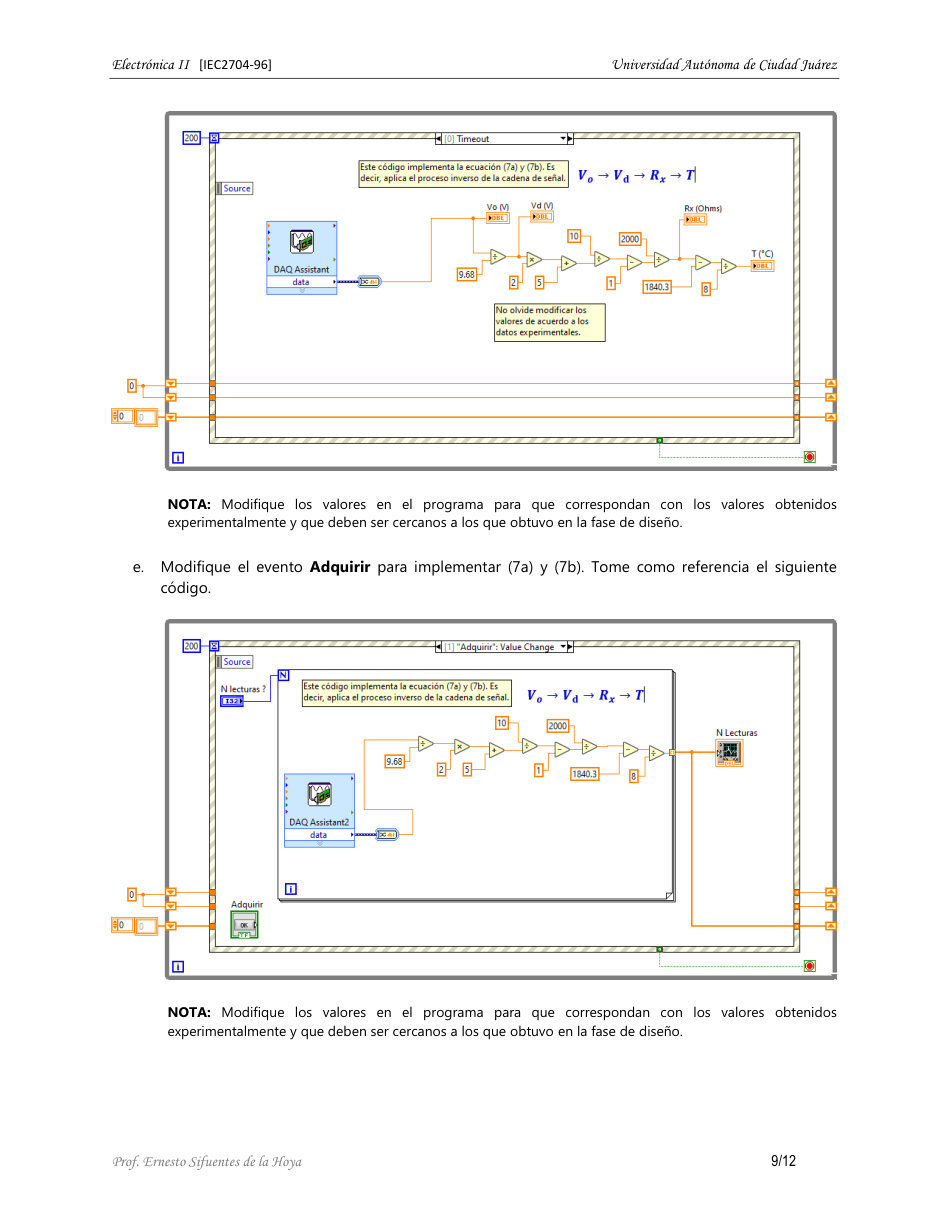 Electrónica II [IEC2704-96] Universidad Autónoma de Ciudad Juárez
200 [0] Timeout
Este código implementa la ecuación (7a) y (7b). Es
decir, aplica el proceso inverso de la cadena de señal.
Vo → Vd → Rx → T
Source
Vo (V) Vd (V) Rx (Ohms)
DBL DBL DBL
10 2000
T (°C)
DBL
DAQ Assistant
data
9.68 2 5 1 1840.3 8
÷ × + ÷ − ÷ − ÷
No olvide modificar los
valores de acuerdo a los
datos experimentales.
0
0 0
i
NOTA: Modifique los valores en el programa para que correspondan con los valores obtenidos
experimentalmente y que deben ser cercanos a los que obtuvo en la fase de diseño.
e. Modifique el evento Adquirir para implementar (7a) y (7b). Tome como referencia el siguiente
código.
200 [1] "Adquirir": Value Change
Source
N lecturas ?
I32
N
Este código implementa la ecuación (7a) y (7b). Es
decir, aplica el proceso inverso de la cadena de señal.
Vo → Vd → Rx → T
10 2000
N Lecturas
÷ × + ÷ − ÷ − ÷
9.68 2 5 1 1840.3 8
DAQ Assistant2
data
i
0
Adquirir
OK
TF
0 0
i
NOTA: Modifique los valores en el programa para que correspondan con los valores obtenidos
experimentalmente y que deben ser cercanos a los que obtuvo en la fase de diseño.
Prof. Ernesto Sifuentes de la Hoya 9/12